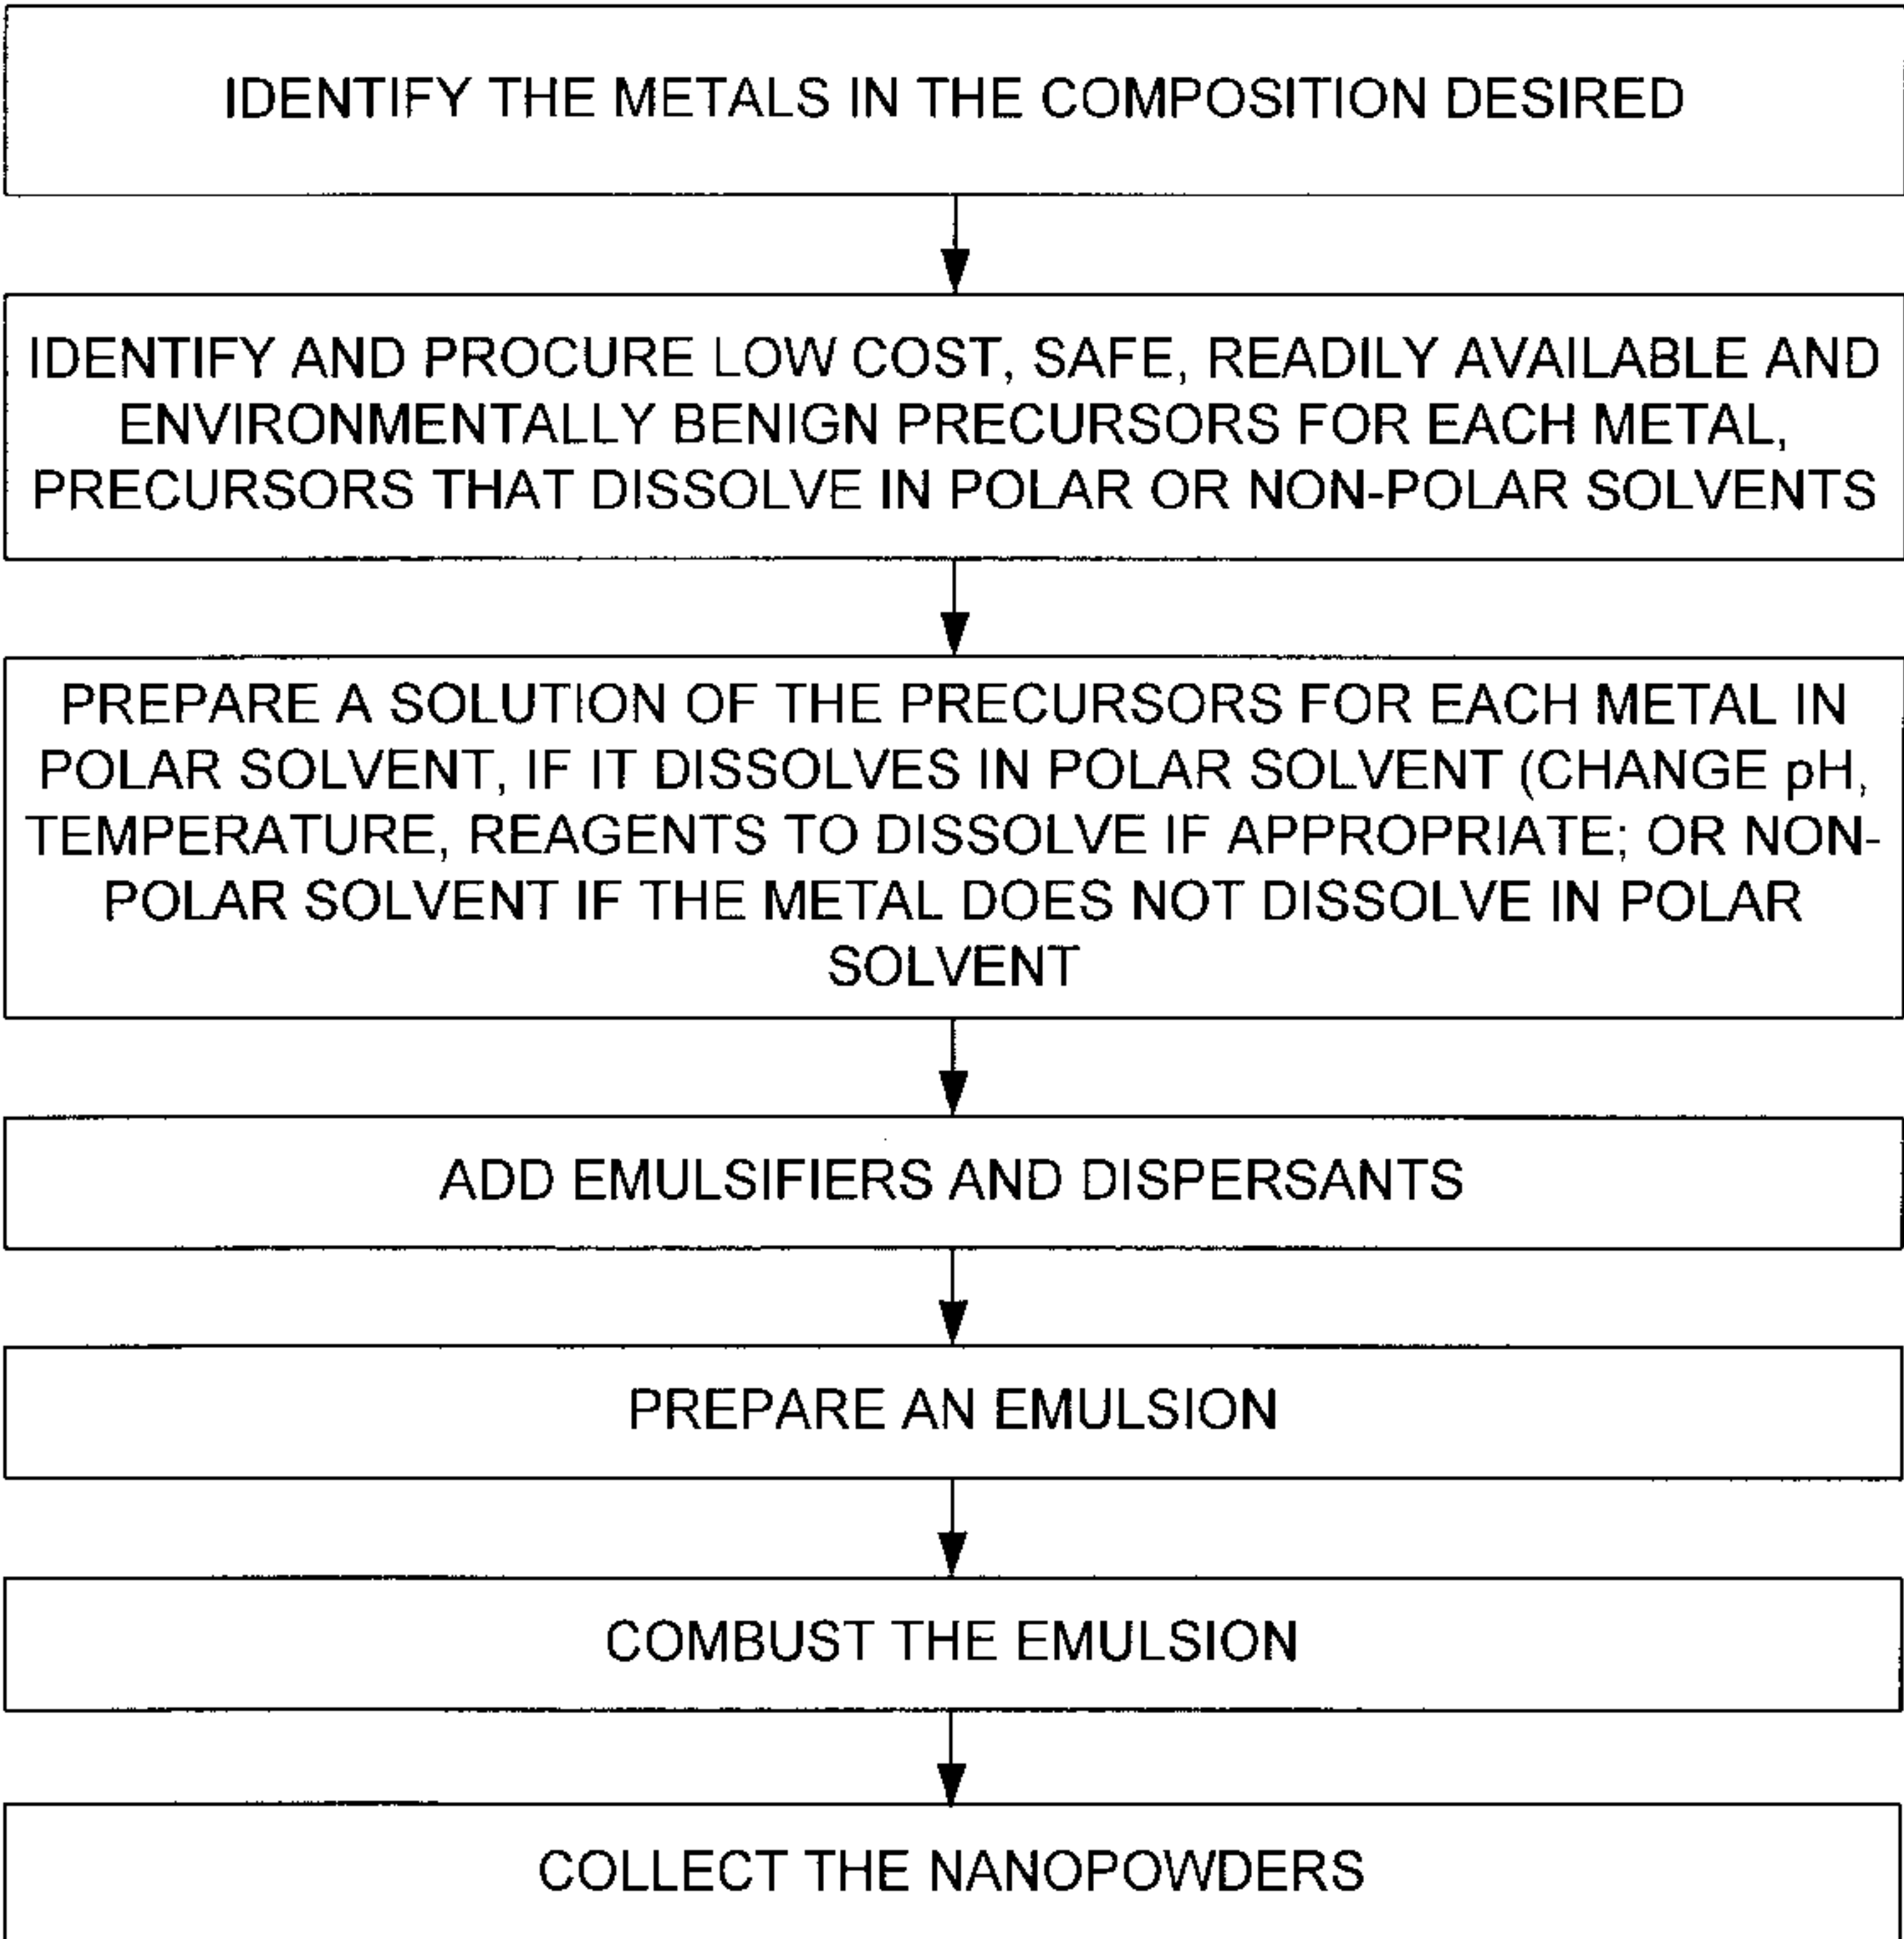 IDENTIFY THE METALS IN THE COMPOSITION DESIRED
IDENTIFY AND PROCURE LOW COST, SAFE, READILY AVAILABLE AND
ENVIRONMENTALLY BENIGN PRECURSORS FOR EACH METAL,
PRECURSORS THAT DISSOLVE IN POLAR OR NON-POLAR SOLVENTS
PREPARE A SOLUTION OF THE PRECURSORS FOR EACH METAL IN
POLAR SOLVENT, IF IT DISSOLVES IN POLAR SOLVENT (CHANGE pH,
TEMPERATURE, REAGENTS TO DISSOLVE IF APPROPRIATE; OR NON-
POLAR SOLVENT IF THE METAL DOES NOT DISSOLVE IN POLAR
SOLVENT
ADD EMULSIFIERS AND DISPERSANTS
PREPARE AN EMULSION
COMBUST THE EMULSION
COLLECT THE NANOPOWDERS